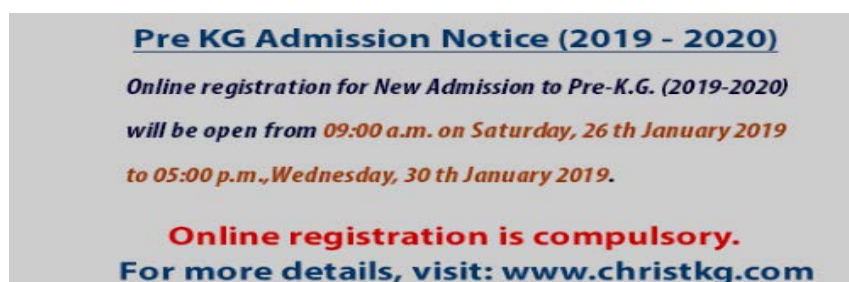 Pre KG Admission Notice (2019 - 2020)
Online registration for New Admission to Pre-K.G. (2019-2020)
will be open from 09:00 a.m. on Saturday, 26 th January 2019
to 05:00 p.m.,Wednesday, 30 th January 2019.
Online registration is compulsory.
For more details, visit: www.christkg.com